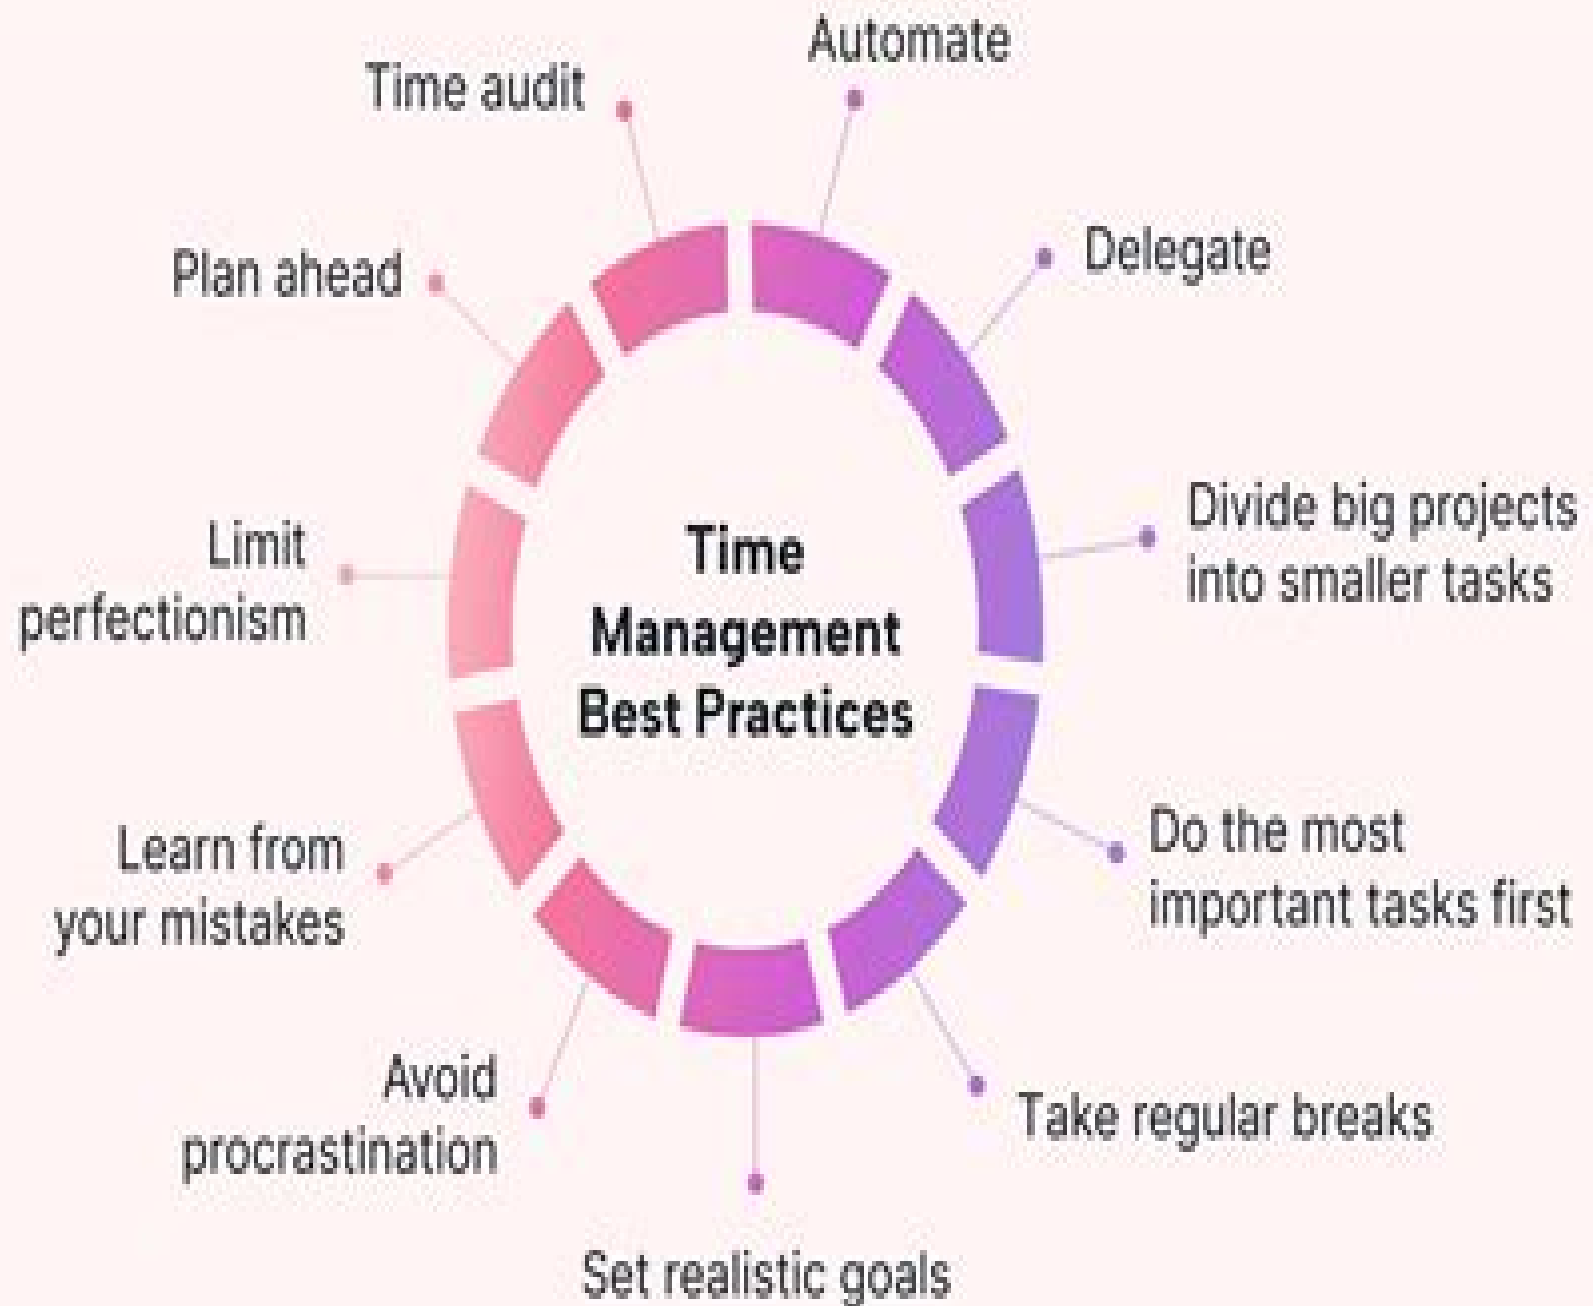 Automate
Time audit
Delegate
Plan ahead
Divide big projects
into smaller tasks
Limit
perfectionism
Time
Management
Best Practices
Do the most
important tasks first
Learn from
your mistakes
Take regular breaks
Avoid
procrastination
Set realistic goals